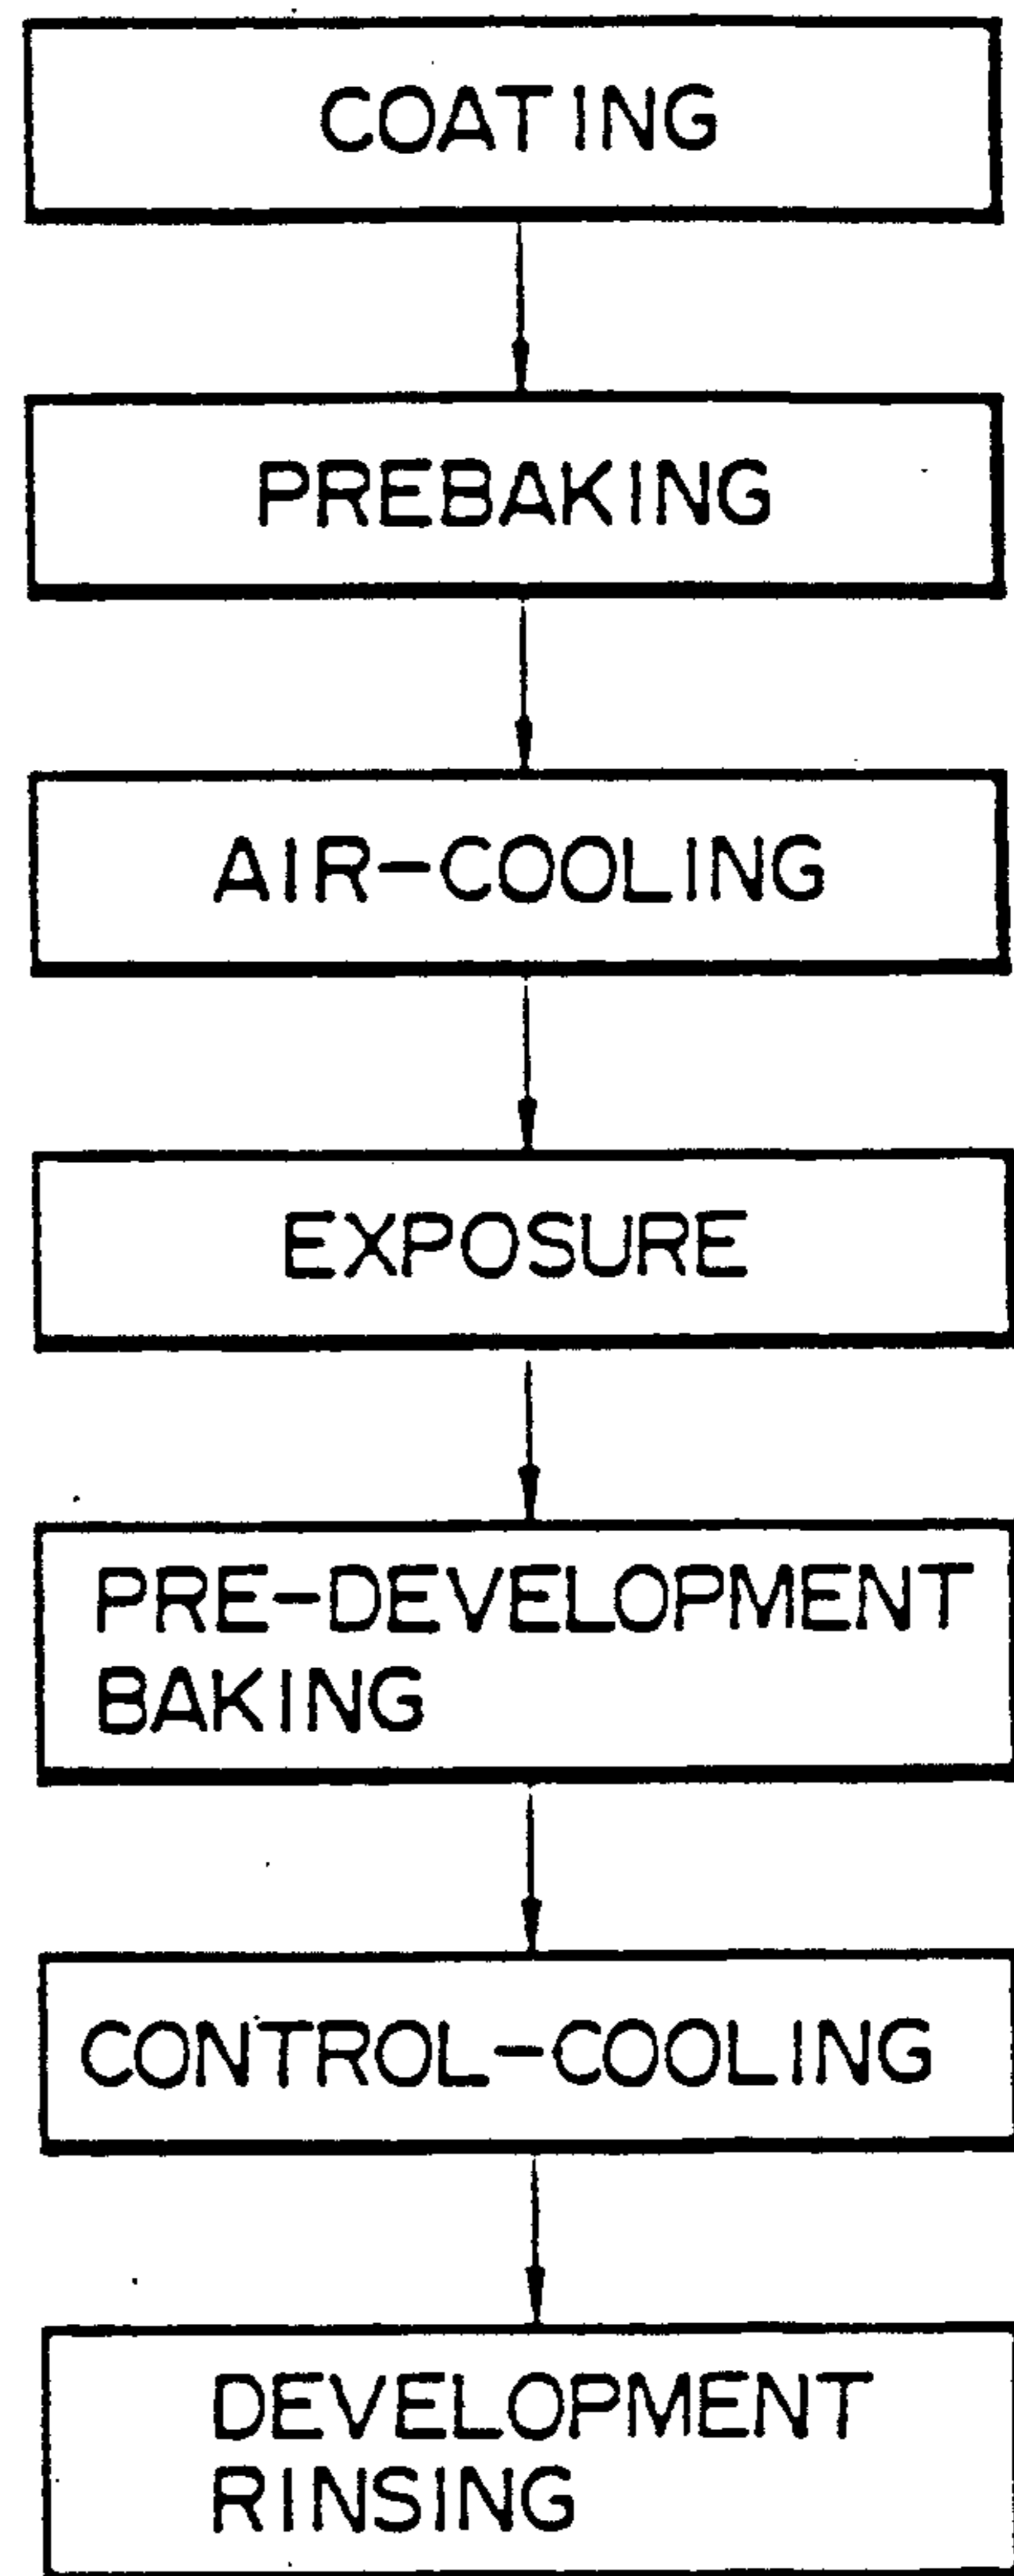 COATING
PREBAKING
AIR-COOLING
EXPOSURE
PRE-DEVELOPMENT
BAKING
CONTROL-COOLING
DEVELOPMENT
RINSING